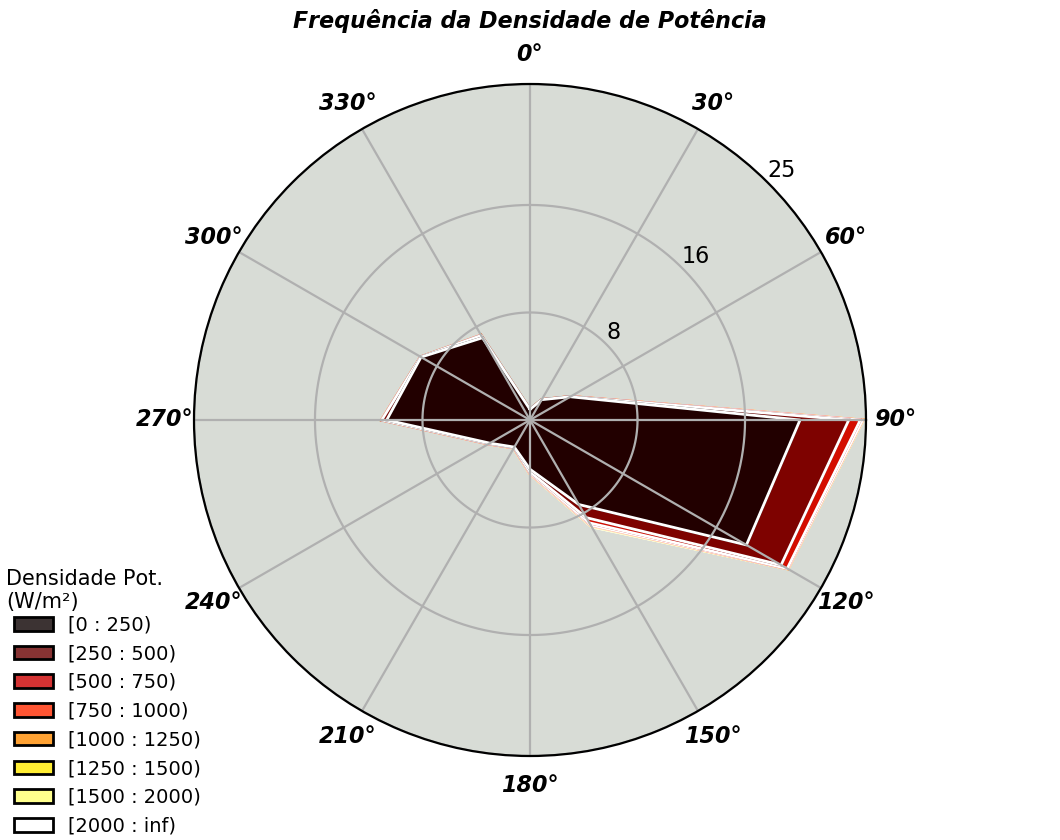 Frequência da Densidade de Potência
0°
330°
30°
25
300°
60°
16
8
270°
90°
240°
120°
210°
150°
180°
Densidade Pot.
(W/m²)
[0 : 250)
[250 : 500)
[500 : 750)
[750 : 1000)
[1000 : 1250)
[1250 : 1500)
[1500 : 2000)
[2000 : inf)